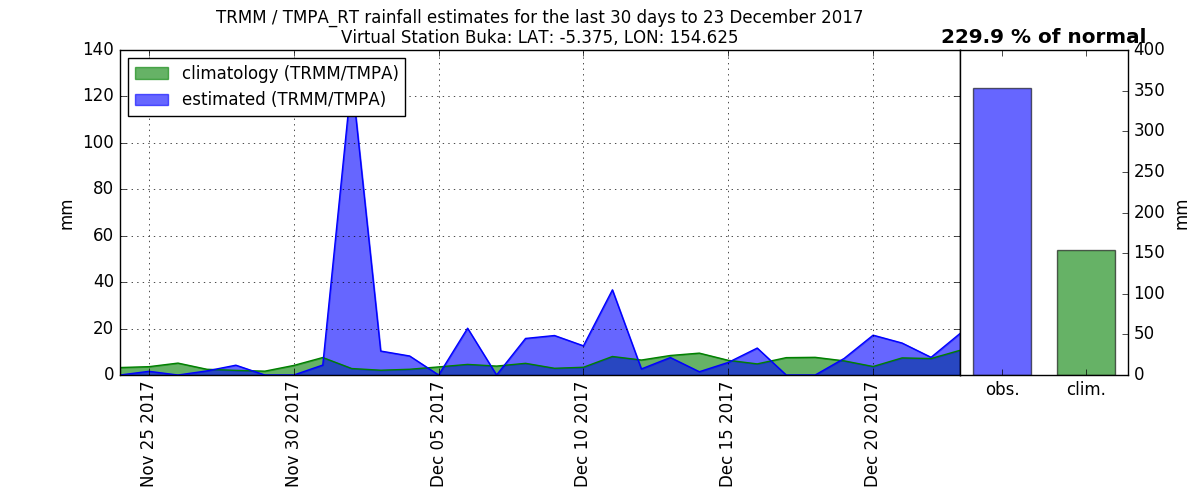 TRMM / TMPA_RT rainfall estimates for the last 30 days to 23 December 2017
Virtual Station Buka: LAT: -5.375, LON: 154.625
229.9 % of normal
climatology (TRMM/TMPA)
estimated (TRMM/TMPA)
mm
140
120
100
80
60
40
20
0
Nov 25 2017
Nov 30 2017
Dec 05 2017
Dec 10 2017
Dec 15 2017
Dec 20 2017
400
350
300
250
200
150
100
50
0
mm
obs.
clim.